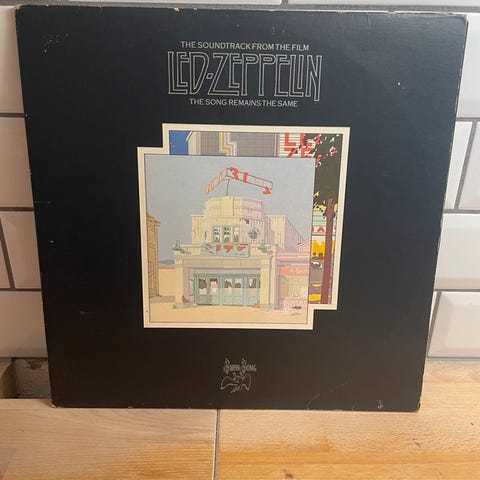 THE SOUNDTRACK FROM THE FILM
LED-ZEPPELIN
THE SONG REMAINS THE SAME
SWAN SONG